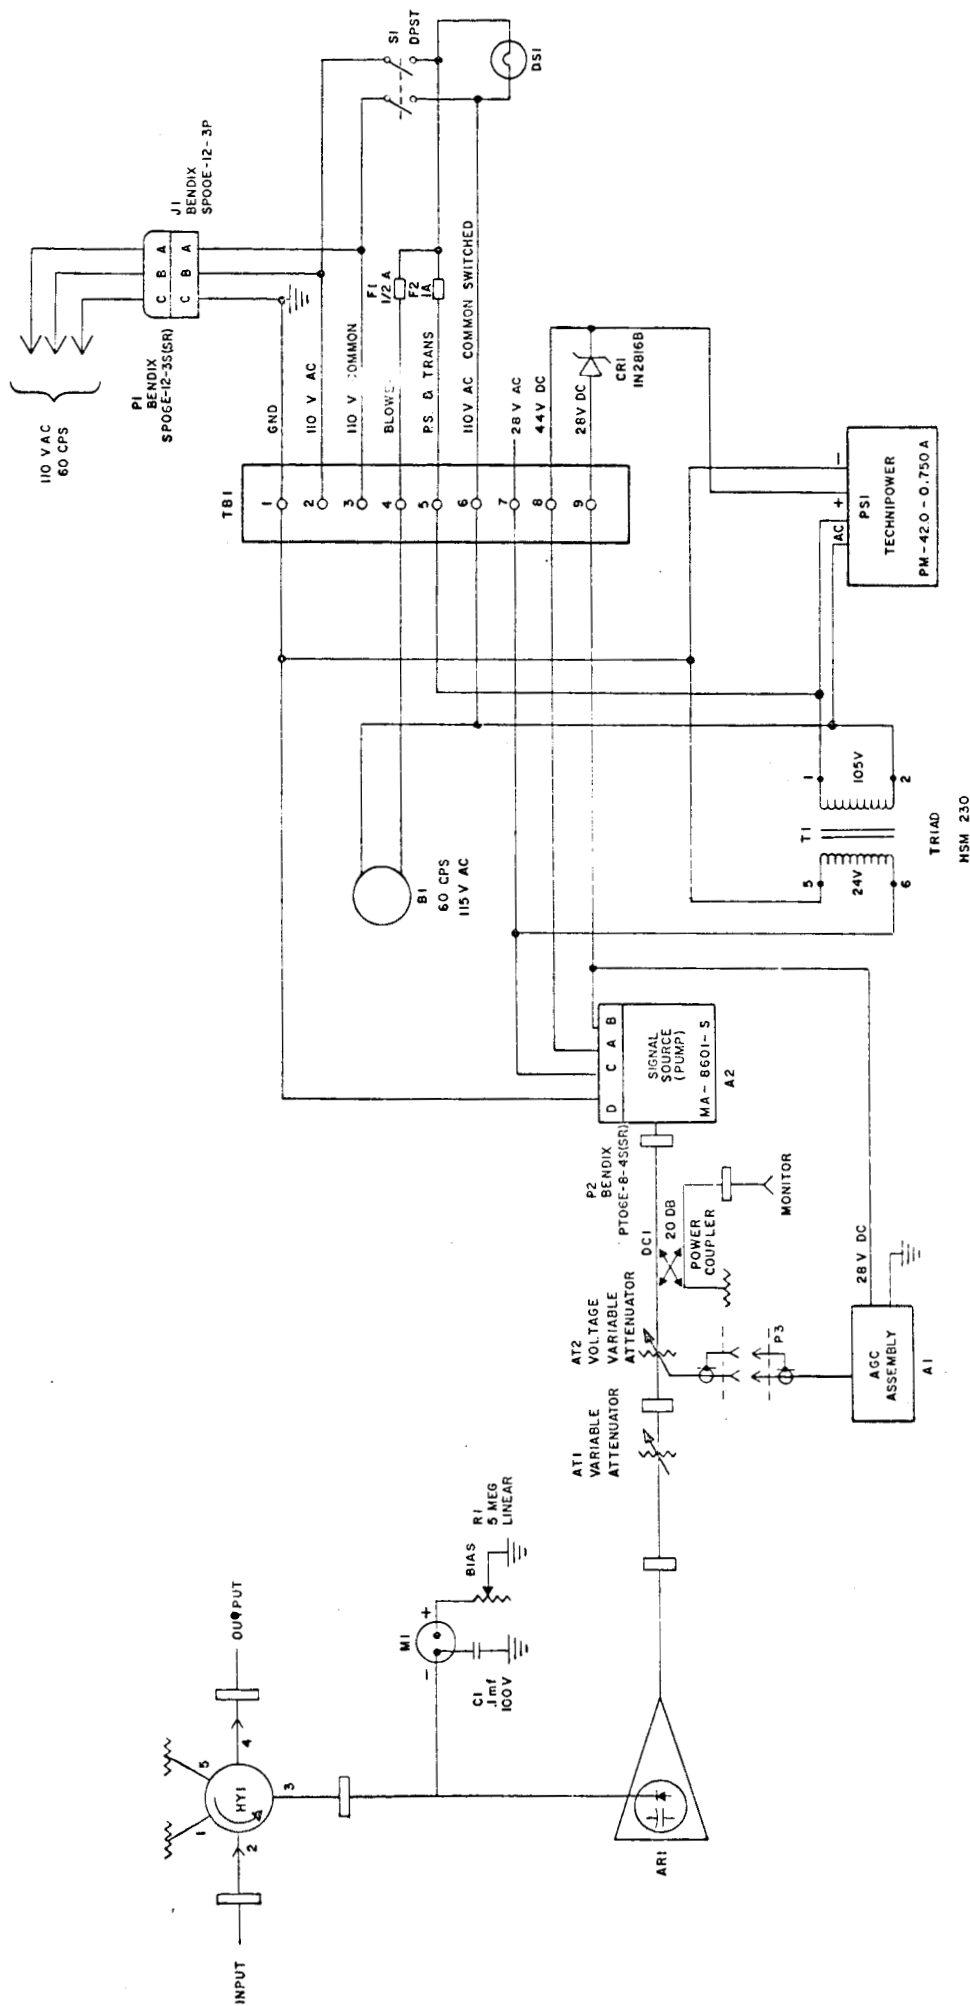 INPUT
1
2
3
4
5
HY1
OUTPUT
M1
-
+
C1
.1mf
100V
BIAS
R1
5 MEG
LINEAR
AR1
AT1
VARIABLE
ATTENUATOR
AT2
VOLTAGE
VARIABLE
ATTENUATOR
DC1
20 DB
POWER
COUPLER
MONITOR
P3
AGC
ASSEMBLY
A1
28 V DC
P2
BENDIX
PT06E-8-4S(SR)
D C A B
SIGNAL
SOURCE
(PUMP)
MA-8601-S
A2
B1
60 CPS
115 V AC
T1
5
6
24V
1
2
105V
TRIAD
HSM 230
TB1
1
2
3
4
5
6
7
8
9
GND
110 V AC
110 V COMMON
P.S. & TRANS
110V AC COMMON SWITCHED
28 V AC
44V DC
28V DC
F1
1/2 A
F2
1A
CR1
1N2816B
AC
+
-
PS1
TECHNIPOWER
PM-42.0-0.750A
110 VAC
60 CPS
P1
BENDIX
SP06E-12-3S(SR)
C B A
C B A
J1
BENDIX
SP00E-12-3P
S1
DPST
DS1